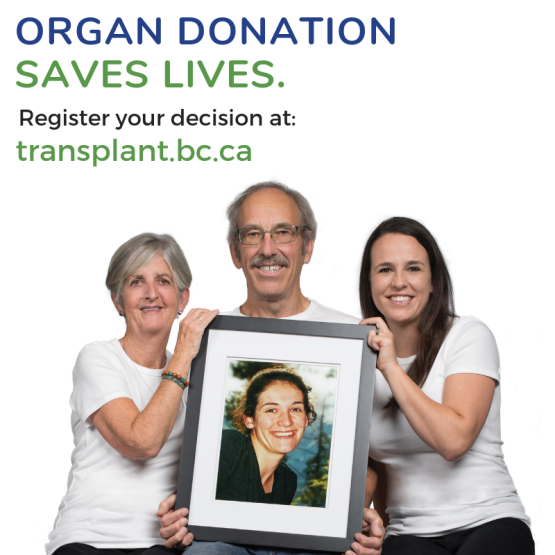 ORGAN DONATION
SAVES LIVES.
Register your decision at:
transplant.bc.ca